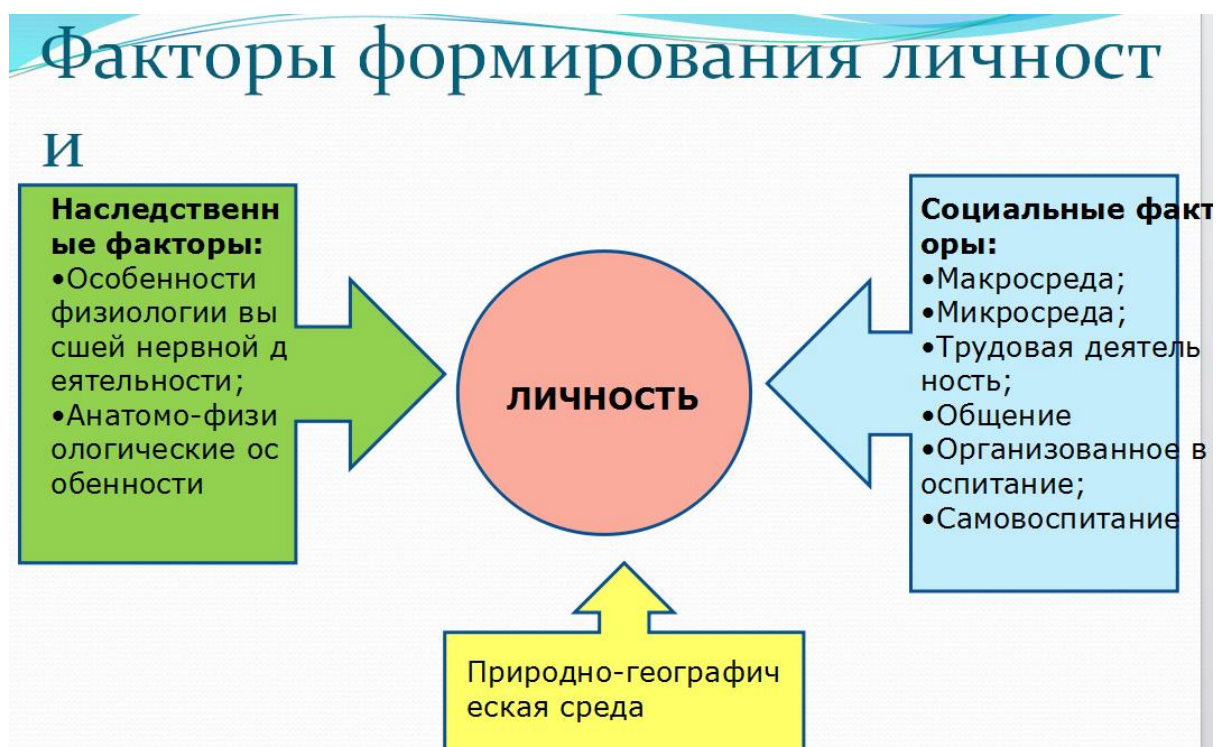 Факторы формирования личност
и
Наследственн
ые факторы:
•Особенности
физиологии вы
сшей нервной д
еятельности;
•Анатомо-физи
ологические ос
обенности
личность
Социальные факт
оры:
•Макросреда;
•Микросреда;
•Трудовая деятель
ность;
•Общение
•Организованное в
оспитание;
•Самовоспитание
Природно-географич
еская среда